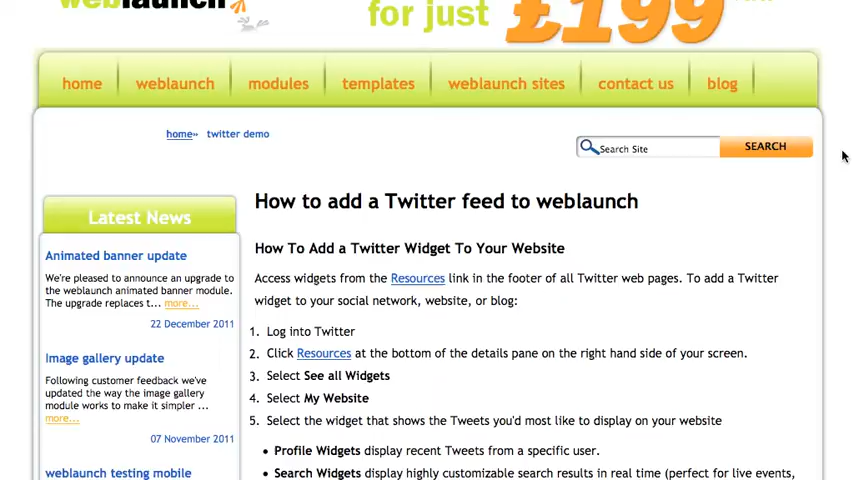 weblaunch
for just £199
home
weblaunch
modules
templates
weblaunch sites
contact us
blog
home» twitter demo
Search Site
SEARCH
Latest News
Animated banner update
We're pleased to announce an upgrade to
the weblaunch animated banner module.
The upgrade replaces t... more...
22 December 2011
Image gallery update
Following customer feedback we've
updated the way the image gallery
module works to make it simpler ...
more...
07 November 2011
weblaunch testing mobile
How to add a Twitter feed to weblaunch
How To Add a Twitter Widget To Your Website
Access widgets from the Resources link in the footer of all Twitter web pages. To add a Twitter
widget to your social network, website, or blog:
1. Log into Twitter
2. Click Resources at the bottom of the details pane on the right hand side of your screen.
3. Select See all Widgets
4. Select My Website
5. Select the widget that shows the Tweets you'd most like to display on your website
• Profile Widgets display recent Tweets from a specific user.
• Search Widgets display highly customizable search results in real time (perfect for live events,